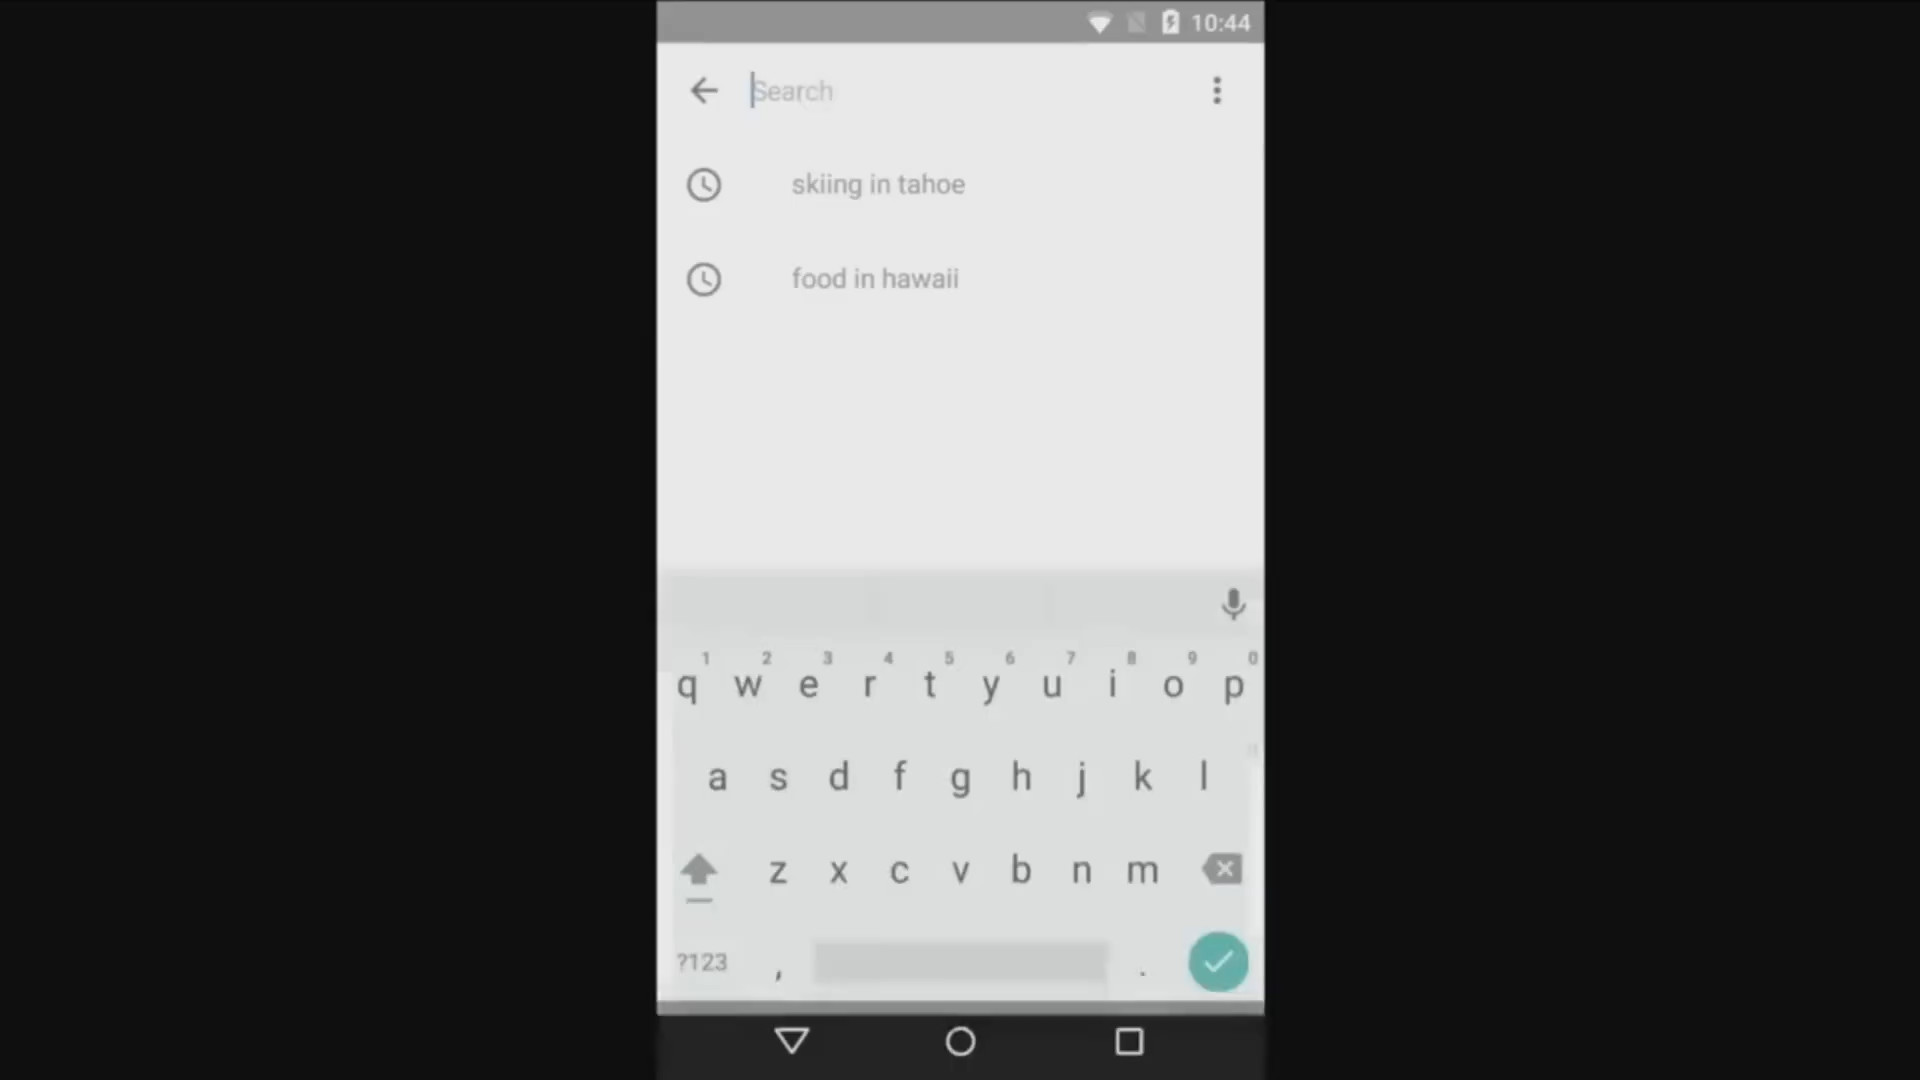 10:44
Search
skiing in tahoe
food in hawaii
1 2 3 4 5 6 7 8 9 0
q w e r t y u i o p
a s d f g h j k l
z x c v b n m
?123 , .